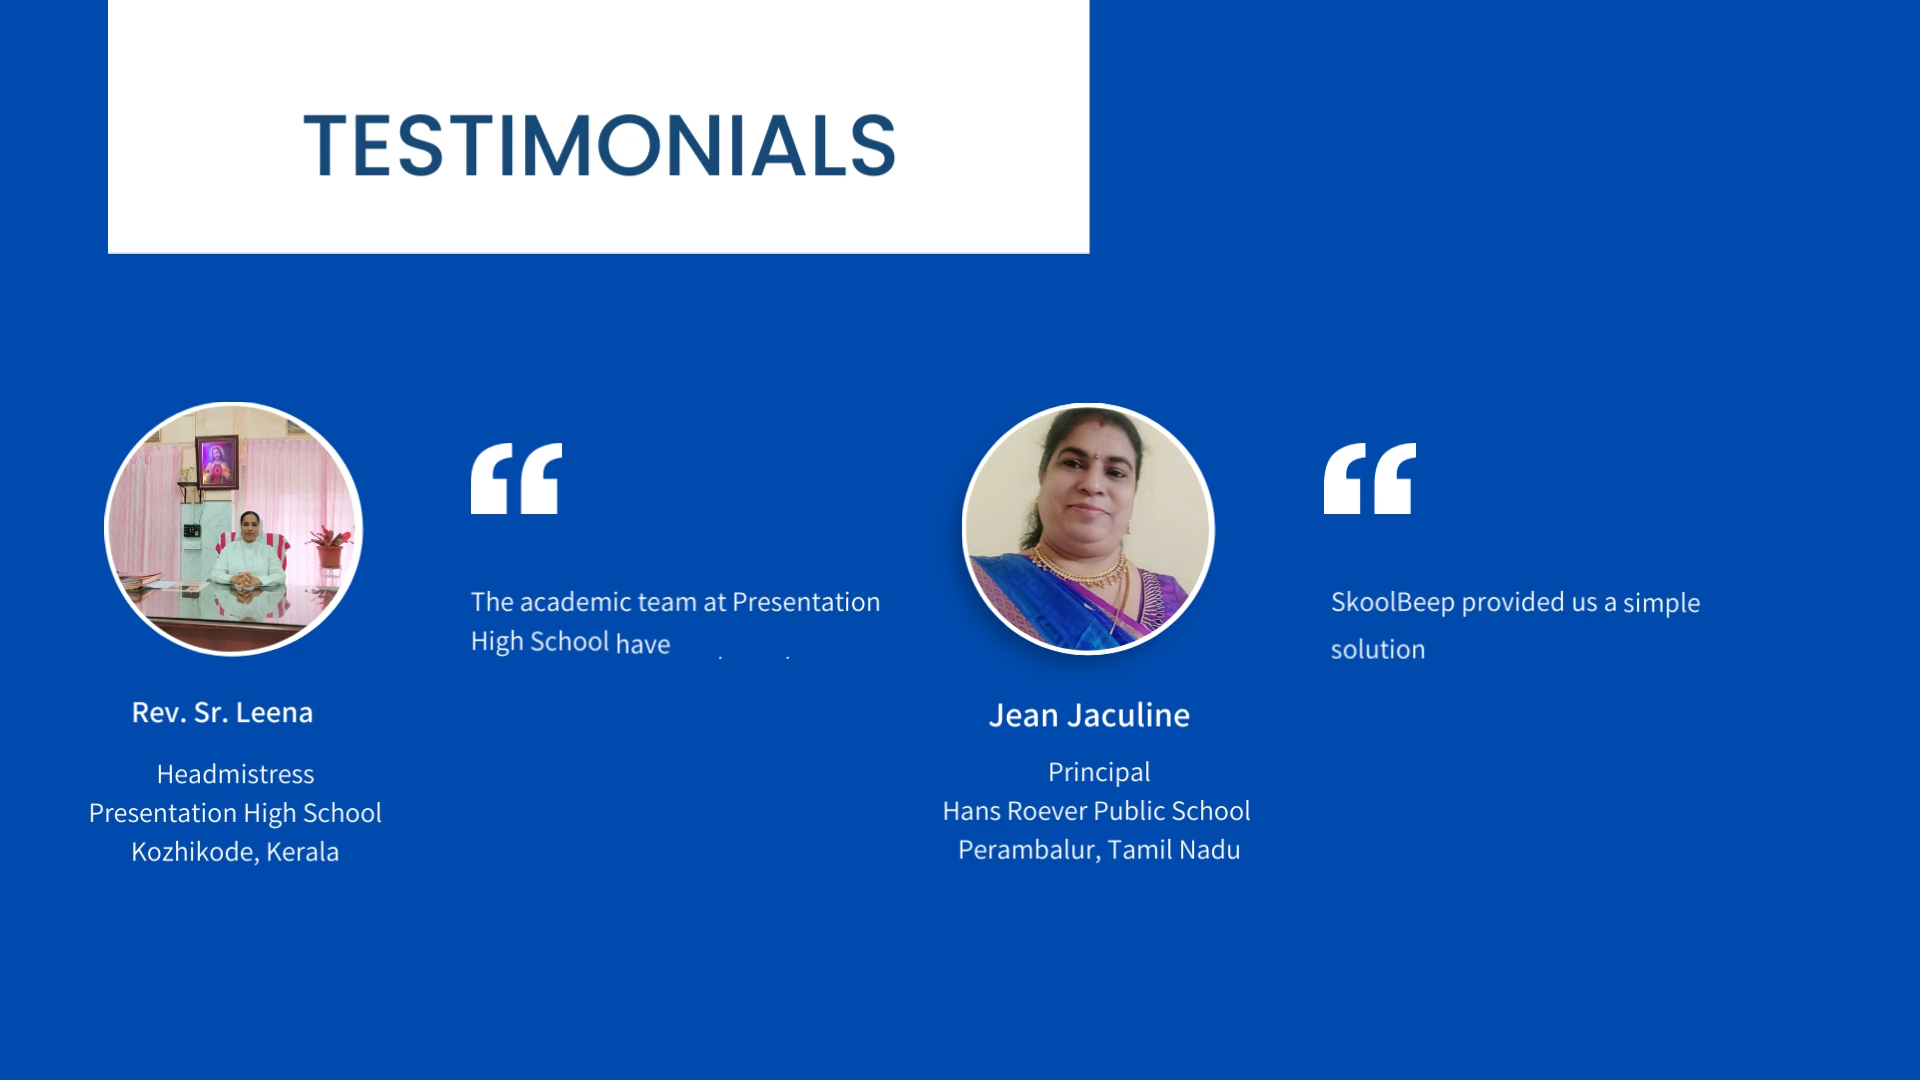 TESTIMONIALS
“
The academic team at Presentation
High School have
Rev. Sr. Leena
Headmistress
Presentation High School
Kozhikode, Kerala
“
SkoolBeep provided us a simple
solution
Jean Jaculine
Principal
Hans Roever Public School
Perambalur, Tamil Nadu